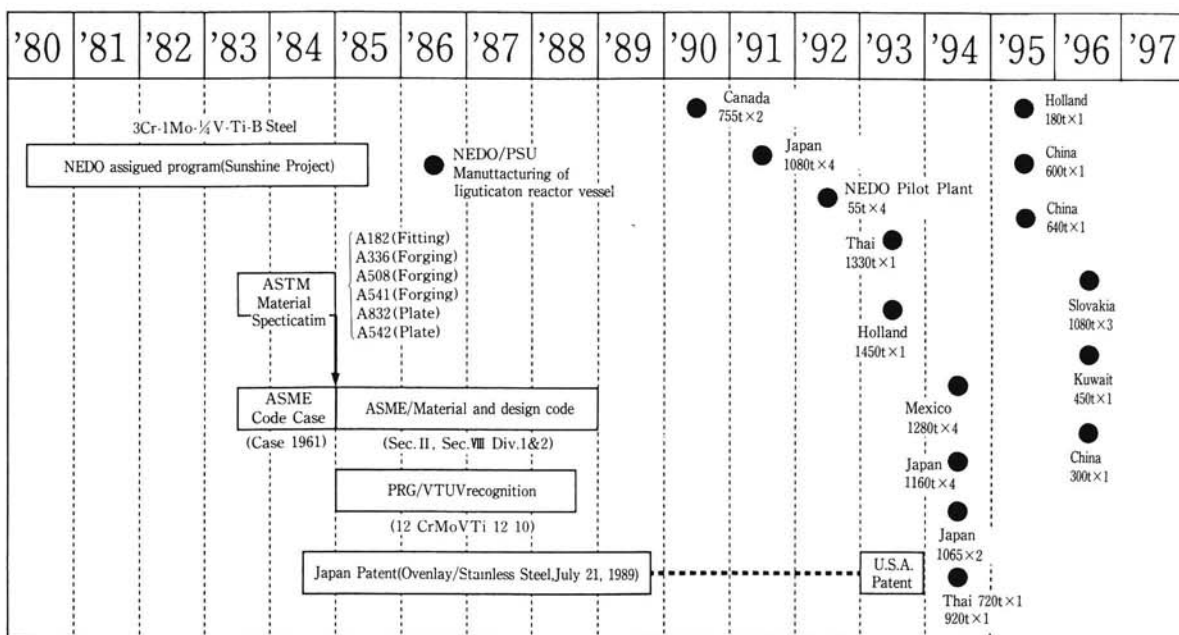 '80 '81 '82 '83 '84 '85 '86 '87 '88 '89 '90 '91 '92 '93 '94 '95 '96 '97
3Cr-1Mo-¼V-Ti-B Steel
NEDO assigued program(Sunshine Project)
NEDO/PSU
Manuttacturing of
liguticaton reactor vessel
ASTM
Material
Specticatim
A182(Fitting)
A336(Forging)
A508(Forging)
A541(Forging)
A832(Plate)
A542(Plate)
ASME
Code Case
(Case 1961)
ASME/Material and design code
(Sec.II, Sec.Ⅷ Div.1&2)
PRG/VTUVrecognition
(12 CrMoVTi 12 10)
Japan Patent(Ovenlay/Stainless Steel,July 21, 1989)
U.S.A.
Patent
Canada
755t×2
Japan
1080t×4
NEDO Pilot Plant
55t×4
Thai
1330t×1
Holland
1450t×1
Mexico
1280t×4
Japan
1160t×4
Japan
1065×2
Thai 720t×1
920t×1
Holland
180t×1
China
600t×1
China
640t×1
Slovakia
1080t×3
Kuwait
450t×1
China
300t×1